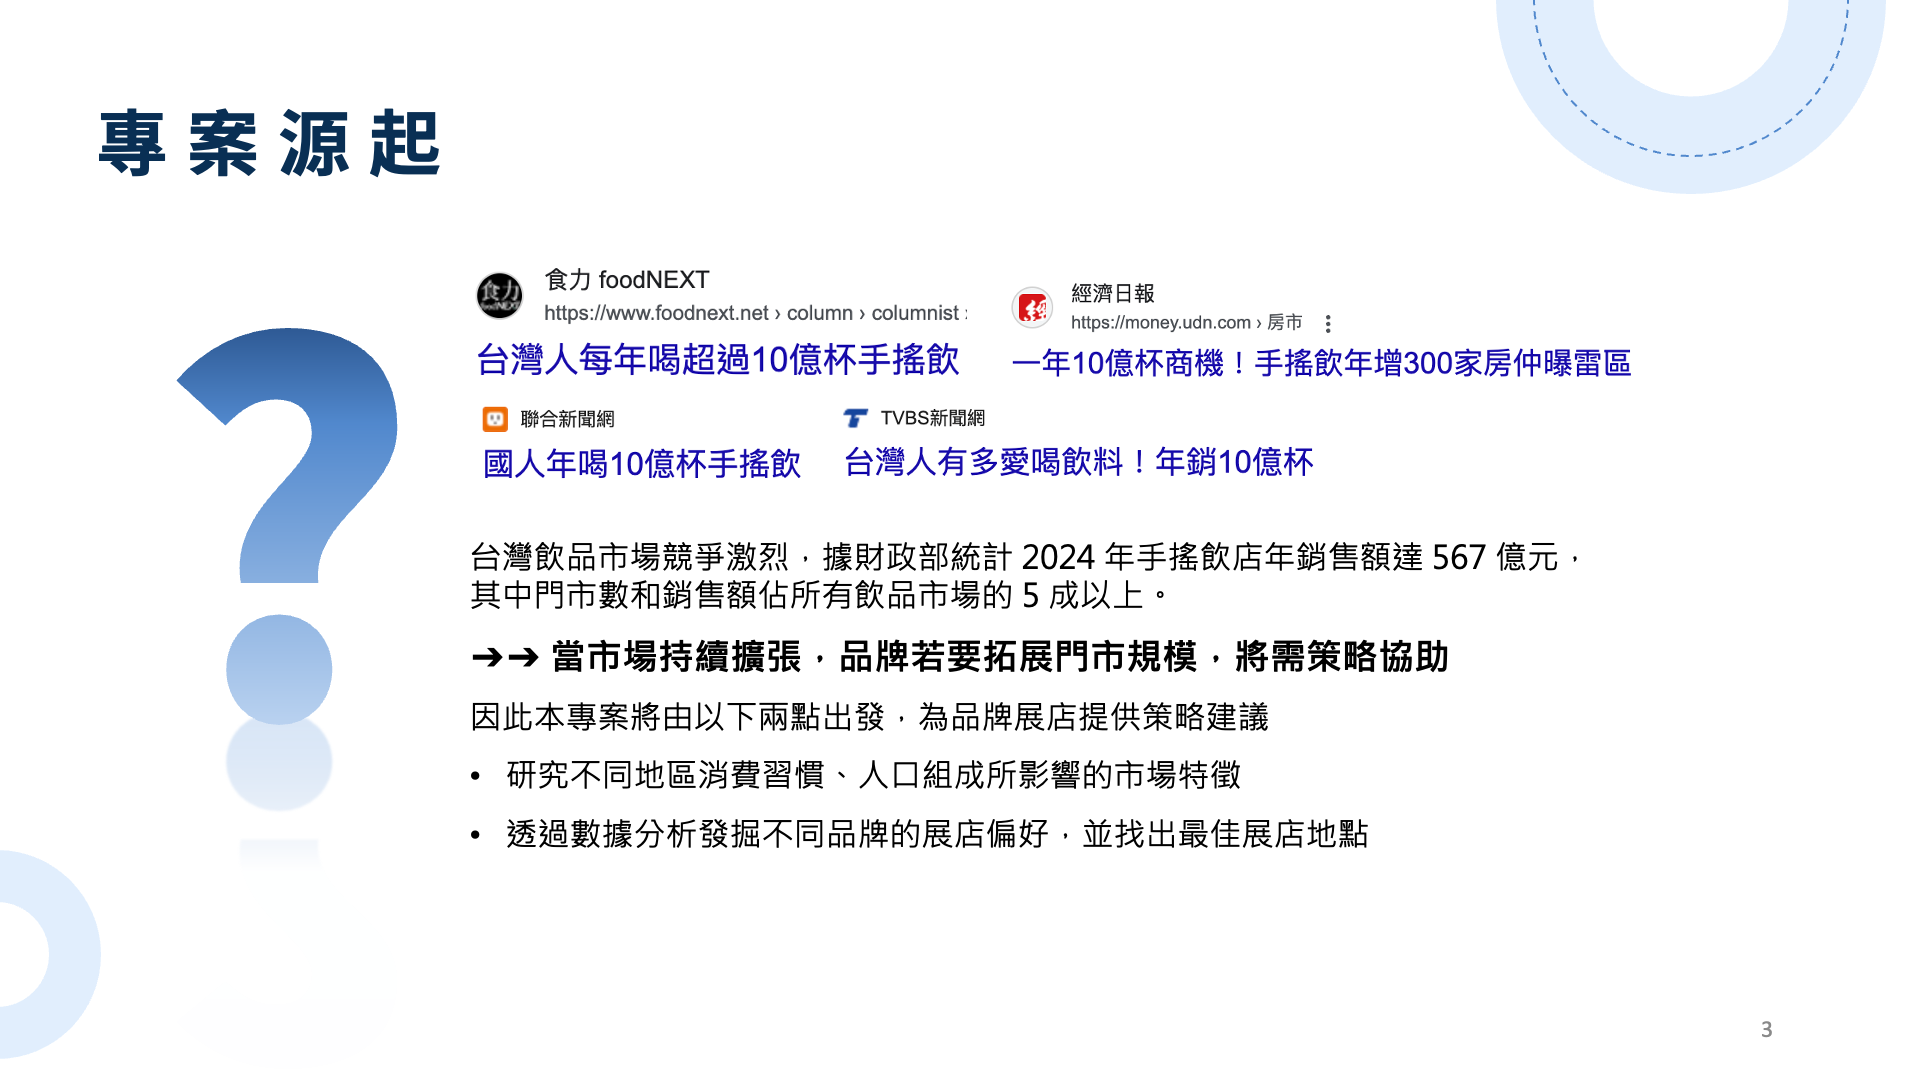 專案源起
食力 foodNEXT
https://www.foodnext.net › column › columnist
台灣人每年喝超過10億杯手搖飲
經濟日報
https://money.udn.com › 房市
一年10億杯商機！手搖飲年增300家房仲曝雷區
聯合新聞網
國人年喝10億杯手搖飲
TVBS新聞網
台灣人有多愛喝飲料！年銷10億杯
?
台灣飲品市場競爭激烈，據財政部統計 2024 年手搖飲店年銷售額達 567 億元，
其中門市數和銷售額佔所有飲品市場的 5 成以上。
➔➔ 當市場持續擴張，品牌若要拓展門市規模，將需策略協助
因此本專案將由以下兩點出發，為品牌展店提供策略建議
• 研究不同地區消費習慣、人口組成所影響的市場特徵
• 透過數據分析發掘不同品牌的展店偏好，並找出最佳展店地點
3